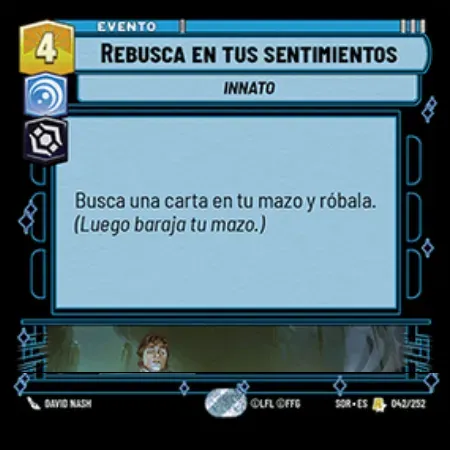 EVENTO
4
REBUSCA EN TUS SENTIMIENTOS
INNATO
Busca una carta en tu mazo y róbala.
(Luego baraja tu mazo.)
DAVID NASH
©LFL ©FFG
SOR • ES
042/252